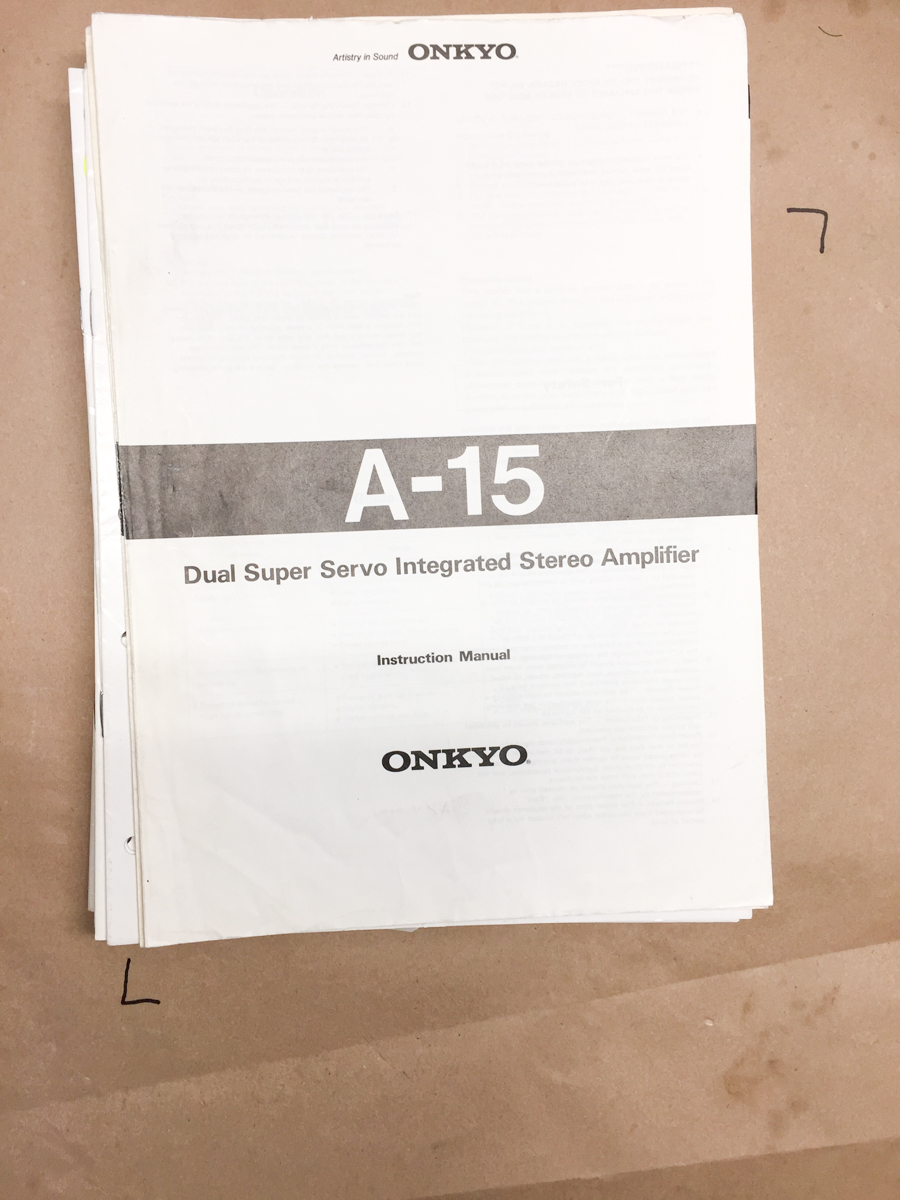 Artistry in Sound ONKYO®
A-15
Dual Super Servo Integrated Stereo Amplifier
Instruction Manual
ONKYO®